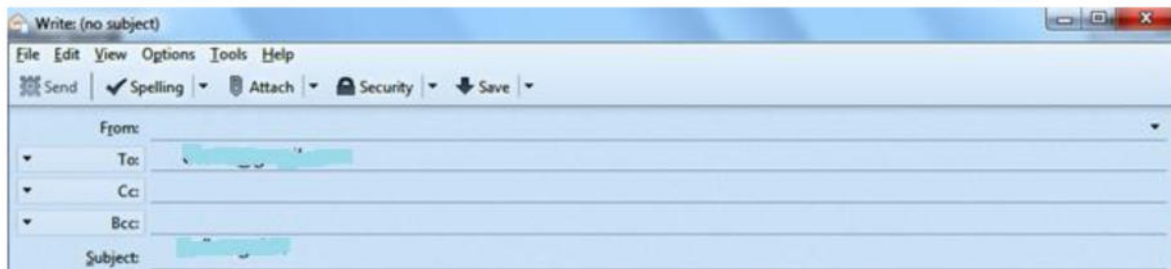 Write: (no subject)
File Edit View Options Tools Help
Send Spelling Attach Security Save
From:
To:
Cc:
Bcc:
Subject: